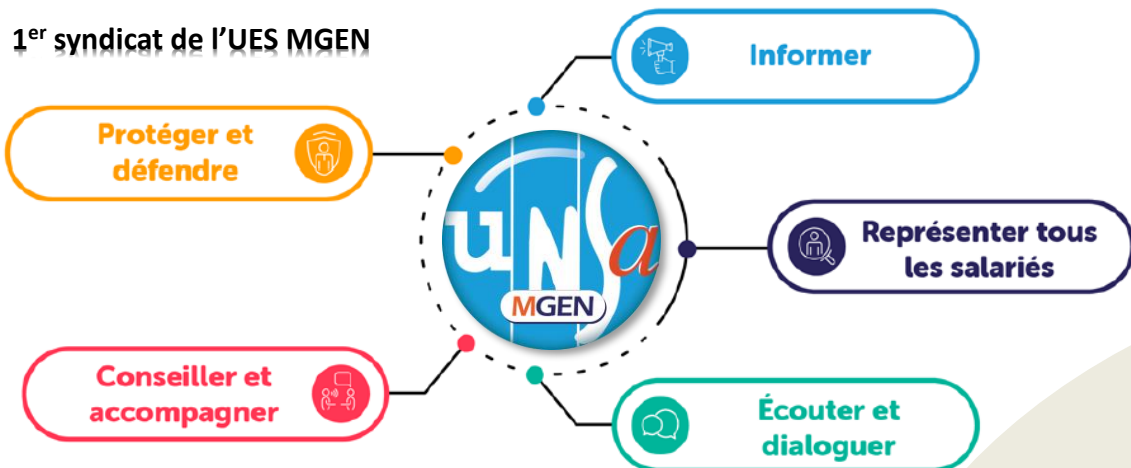 1er syndicat de l’UES MGEN
Informer
Protéger et
défendre
uNSa
MGEN
Représenter tous
les salariés
Conseiller et
accompagner
Écouter et
dialoguer